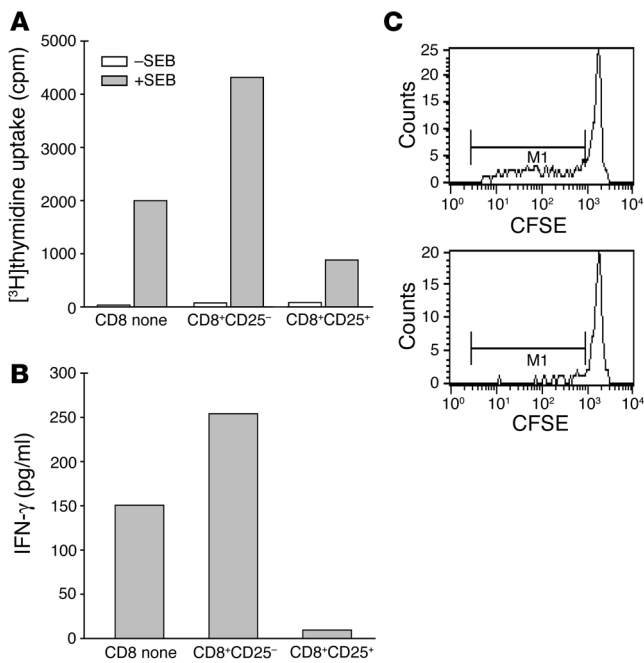 A
[³H]thymidine uptake (cpm)
5000
4000
3000
2000
1000
0
–SEB
+SEB
CD8 none
CD8⁺CD25⁻
CD8⁺CD25⁺
B
IFN-γ (pg/ml)
300
250
200
150
100
50
0
CD8 none
CD8⁺CD25⁻
CD8⁺CD25⁺
C
Counts
25
20
15
10
5
0
M1
10⁰ 10¹ 10² 10³ 10⁴
CFSE
Counts
20
15
10
5
0
M1
10⁰ 10¹ 10² 10³ 10⁴
CFSE